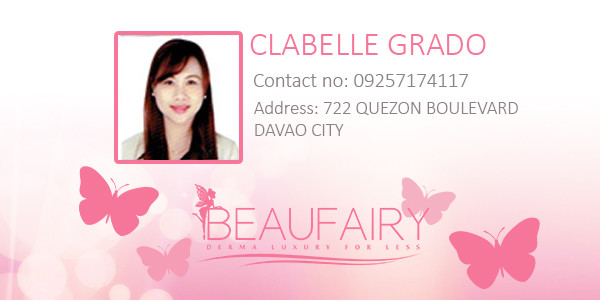 CLABELLE GRADO
Contact no: 09257174117
Address: 722 QUEZON BOULEVARD
DAVAO CITY
BEAUFAIRY
DERMA LUXURY FOR LESS